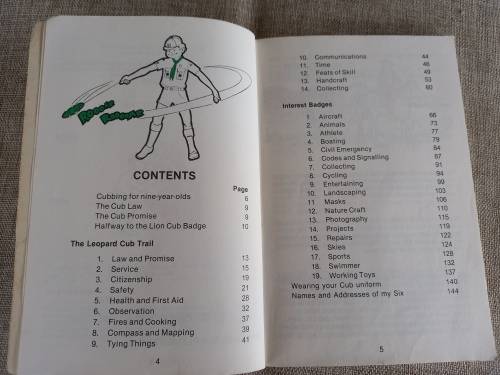 CONTENTS
Page
Cubbing for nine-year-olds 6
The Cub Law 9
The Cub Promise 9
Halfway to the Lion Cub Badge 10
The Leopard Cub Trail
1. Law and Promise 13
2. Service 15
3. Citizenship 19
4. Safety 21
5. Health and First Aid 28
6. Observation 32
7. Fires and Cooking 37
8. Compass and Mapping 39
9. Tying Things 41
4
10. Communications 44
11. Time 46
12. Feats of Skill 49
13. Handcraft 53
14. Collecting 60
Interest Badges
1. Aircraft 66
2. Animals 73
3. Athlete 77
4. Boating 79
5. Civil Emergency 84
6. Codes and Signalling 87
7. Collecting 91
8. Cycling 94
9. Entertaining 99
10. Landscaping 103
11 Masks 106
12. Nature Craft 110
13. Photography 115
14. Projects 119
15. Repairs 122
16. Skies 124
17. Sports 128
18. Swimmer 132
19. Working Toys 137
Wearing your Cub uniform 140
Names and Addresses of my Six 144
5